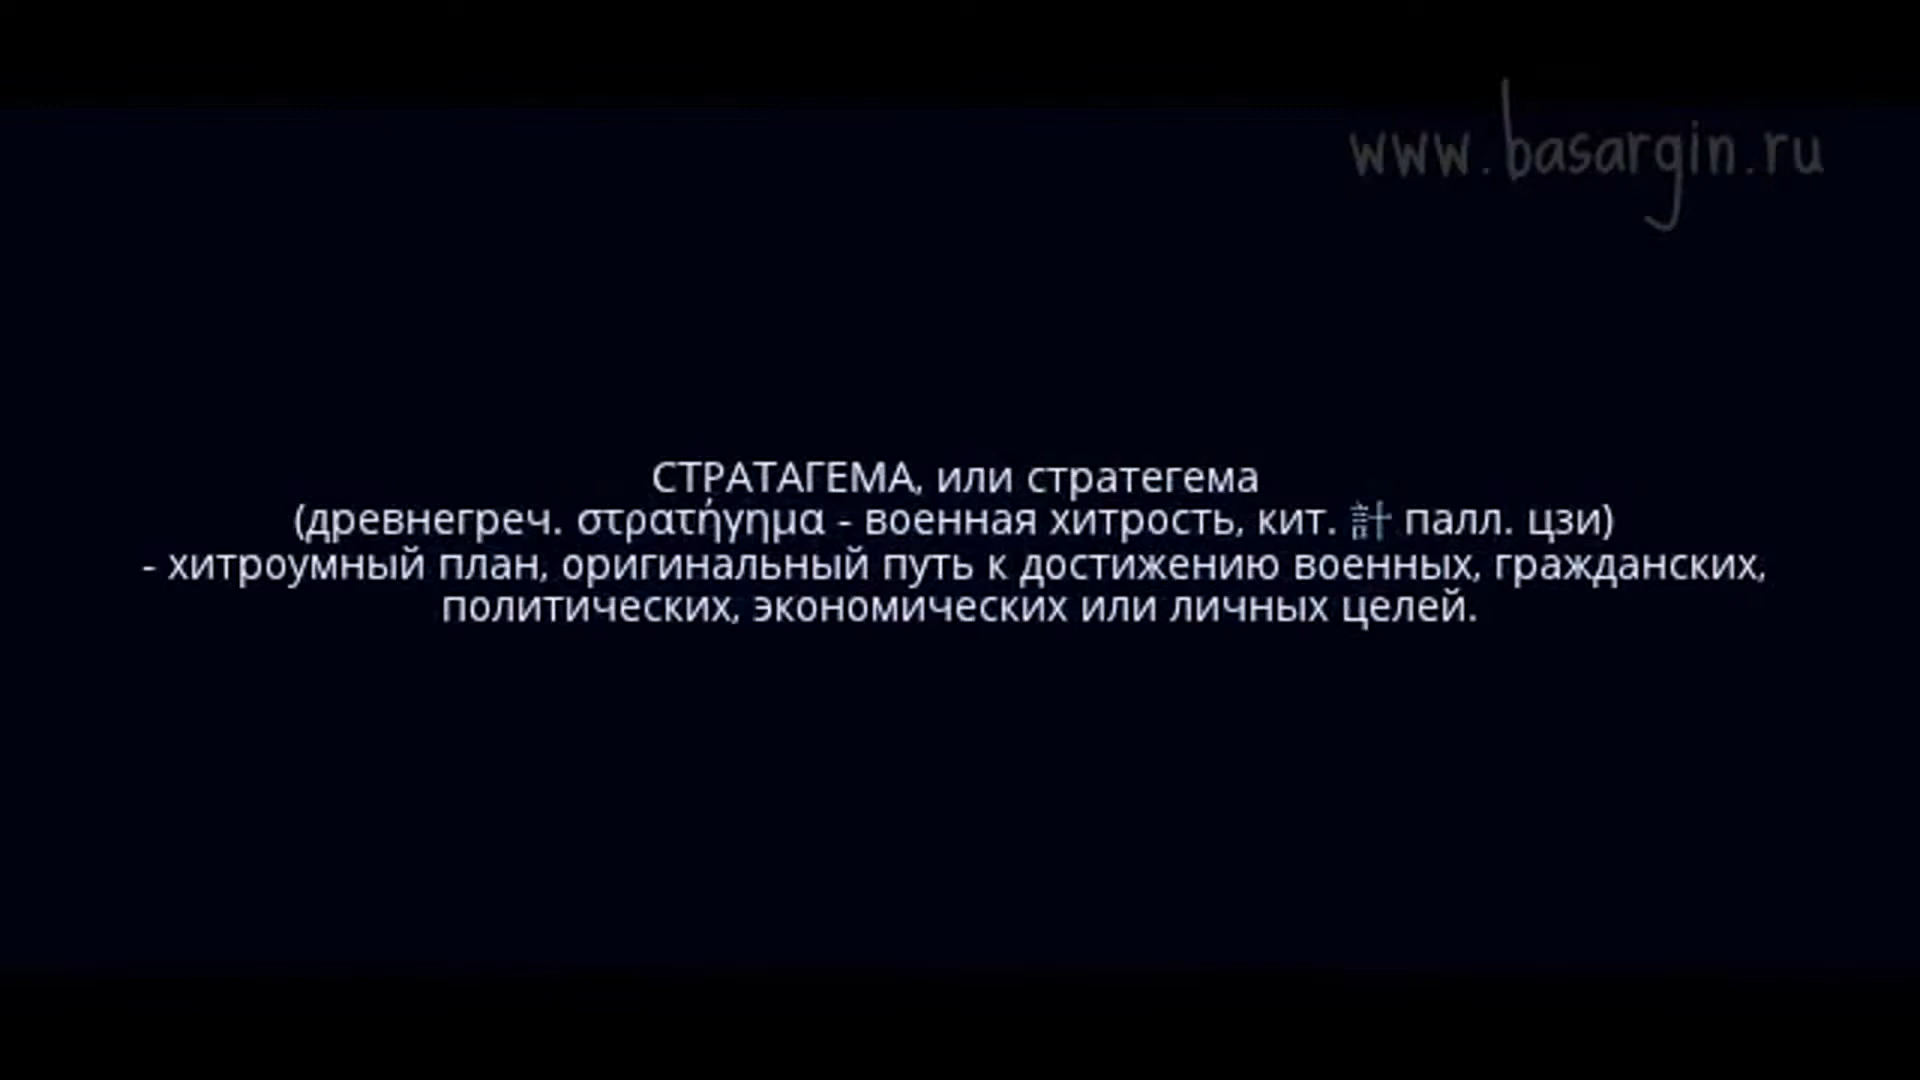 www.basargin.ru
СТРАТАГЕМА, или стратегема
(древнегреч. στρατήγημα - военная хитрость, кит. 計 палл. цзи)
- хитроумный план, оригинальный путь к достижению военных, гражданских,
политических, экономических или личных целей.